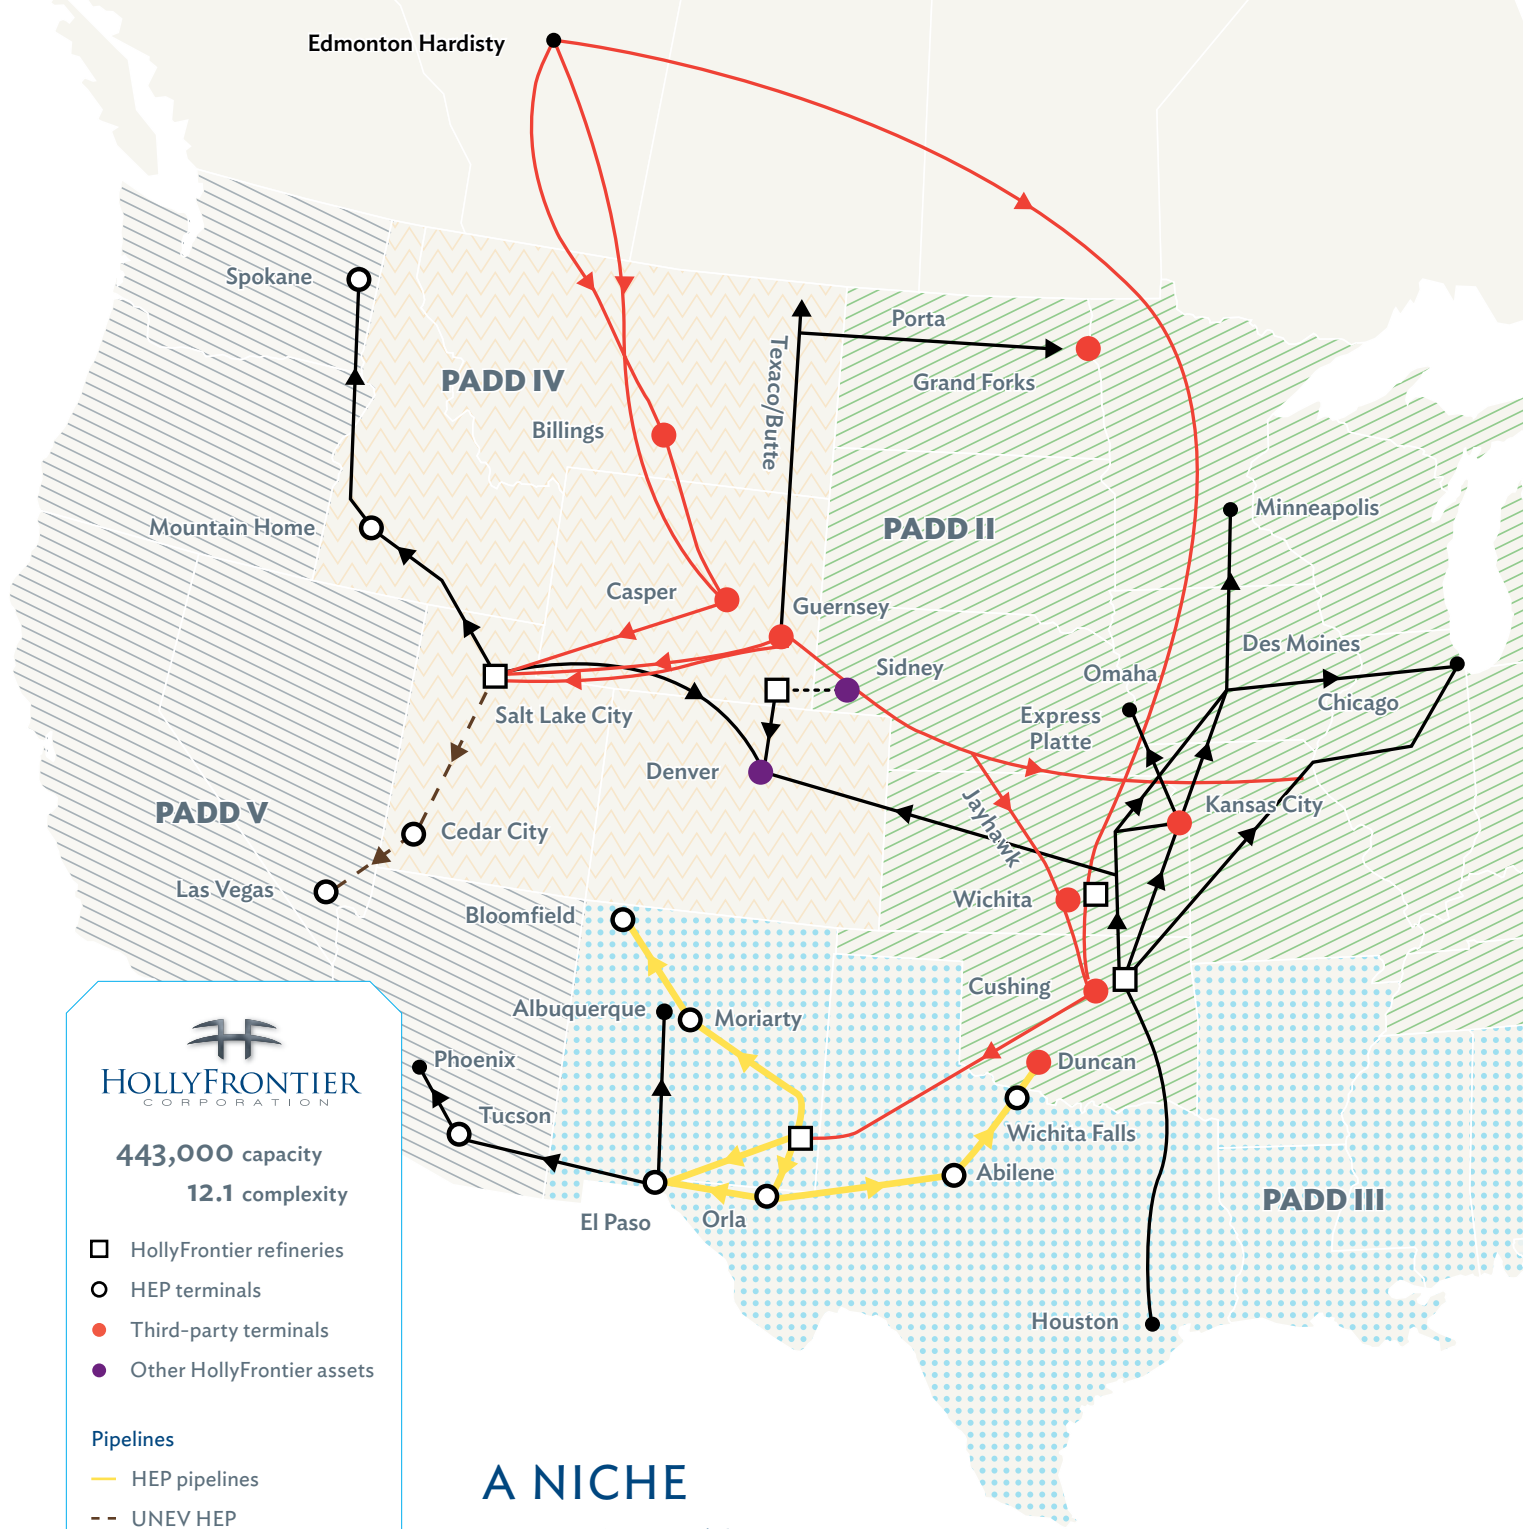 Edmonton Hardisty
Spokane
Porta
Texaco/Butte
PADD IV
Grand Forks
Billings
Mountain Home
PADD II
Minneapolis
Casper
Guernsey
Des Moines
Sidney
Omaha
Chicago
Salt Lake City
Express
Platte
Denver
Jayhawk
Kansas City
PADD V
Cedar City
Las Vegas
Wichita
Bloomfield
Cushing
Albuquerque
Moriarty
Phoenix
Duncan
Tucson
Wichita Falls
Abilene
El Paso
Orla
PADD III
Houston
HOLLYFRONTIER
CORPORATION
443,000 capacity
12.1 complexity
HollyFrontier refineries
HEP terminals
Third-party terminals
Other HollyFrontier assets
Pipelines
HEP pipelines
UNEV HEP
A NICHE